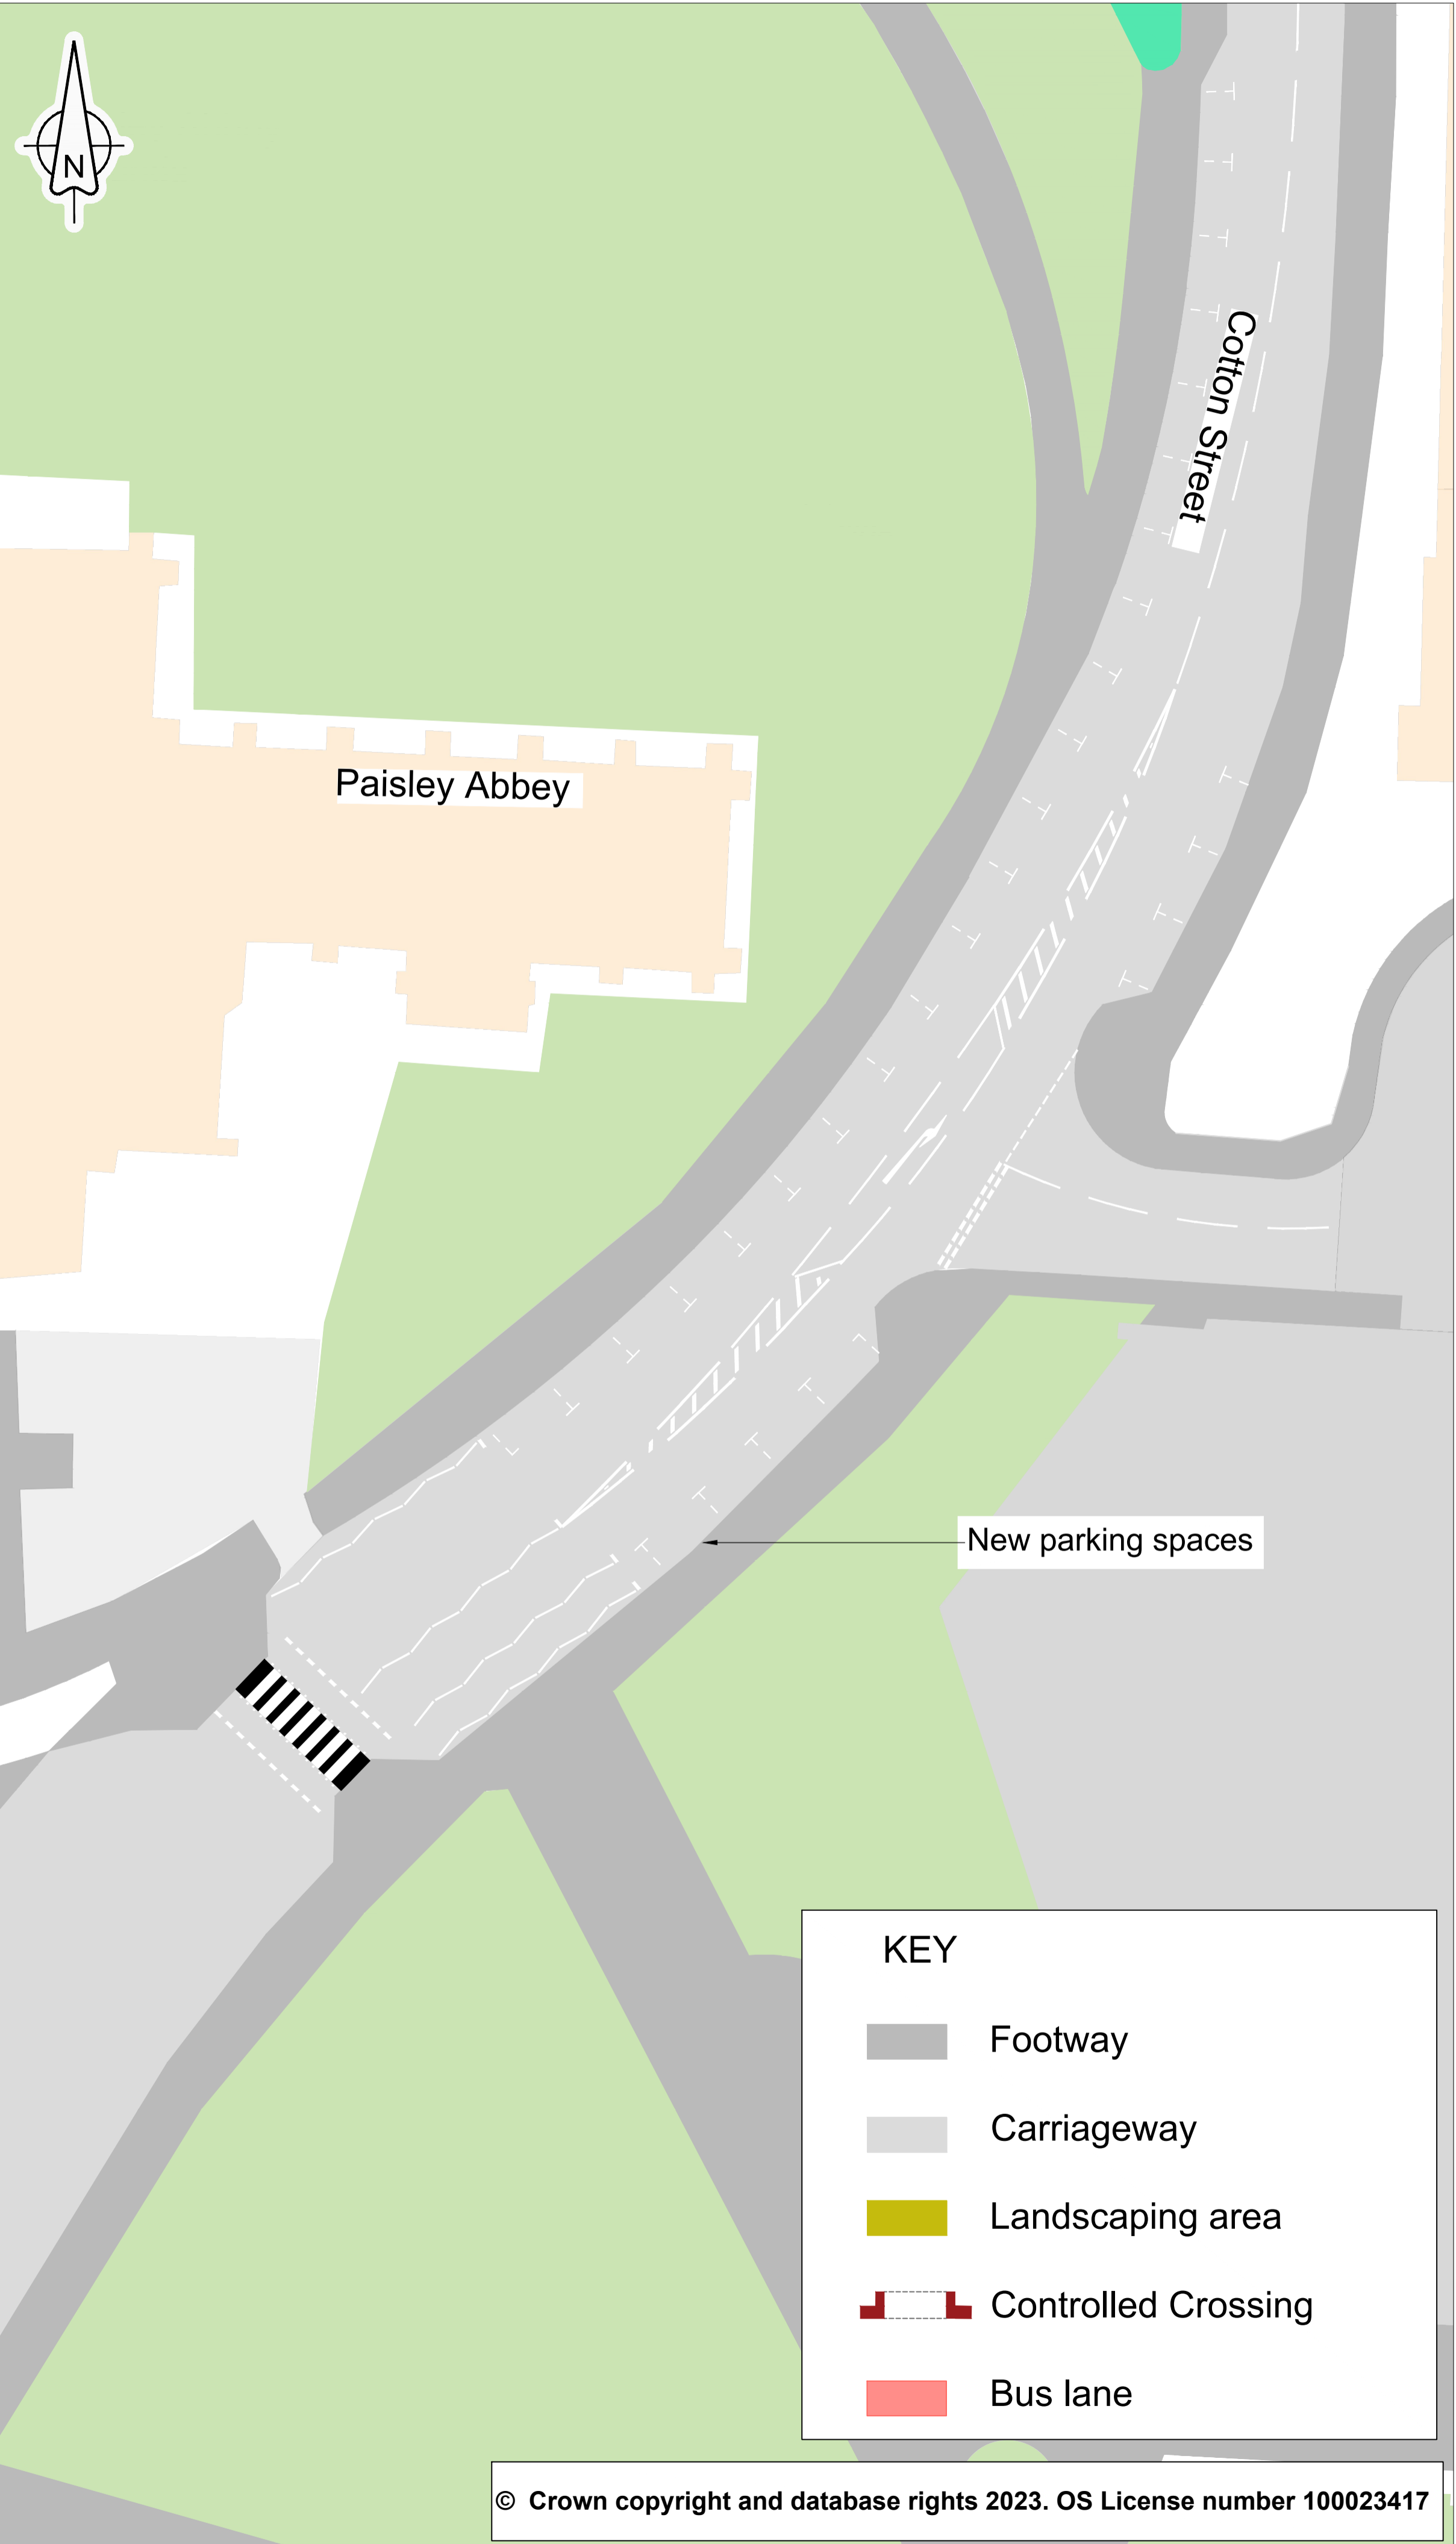 N
Cotton Street
Paisley Abbey
New parking spaces
KEY
Footway
Carriageway
Landscaping area
Controlled Crossing
Bus lane
© Crown copyright and database rights 2023. OS License number 100023417